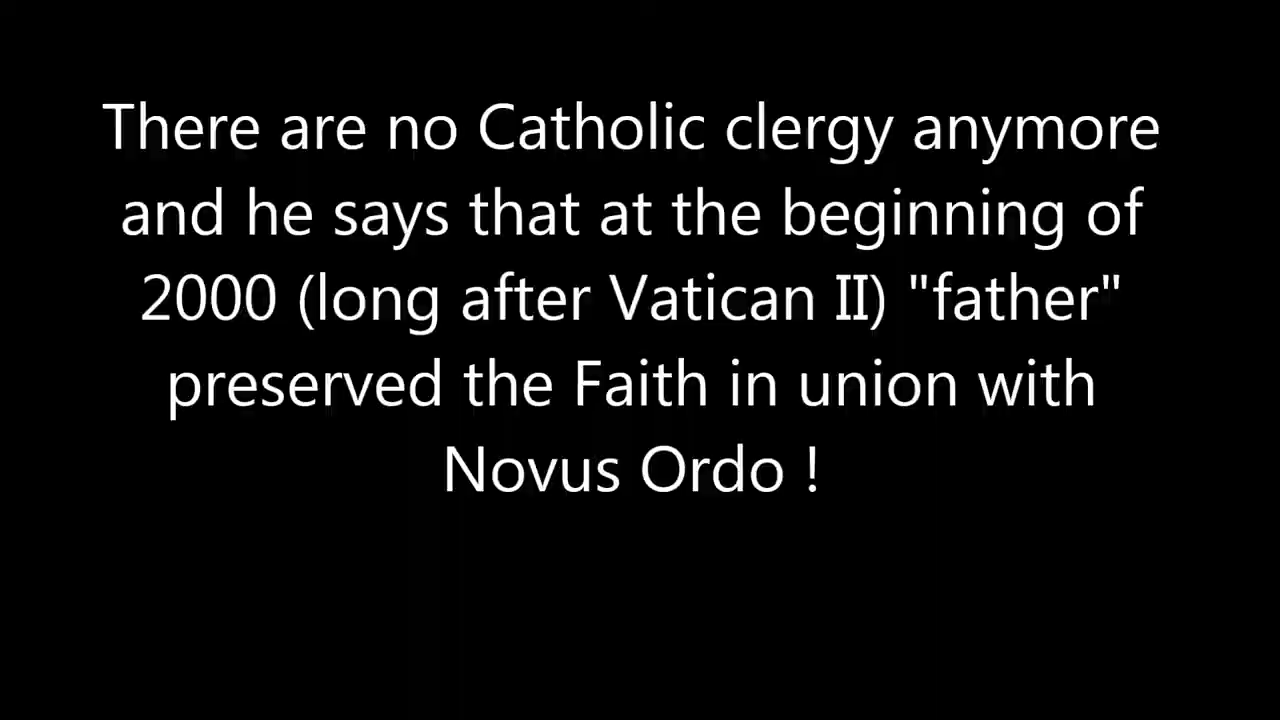 There are no Catholic clergy anymore
and he says that at the beginning of
2000 (long after Vatican II) "father"
preserved the Faith in union with
Novus Ordo !